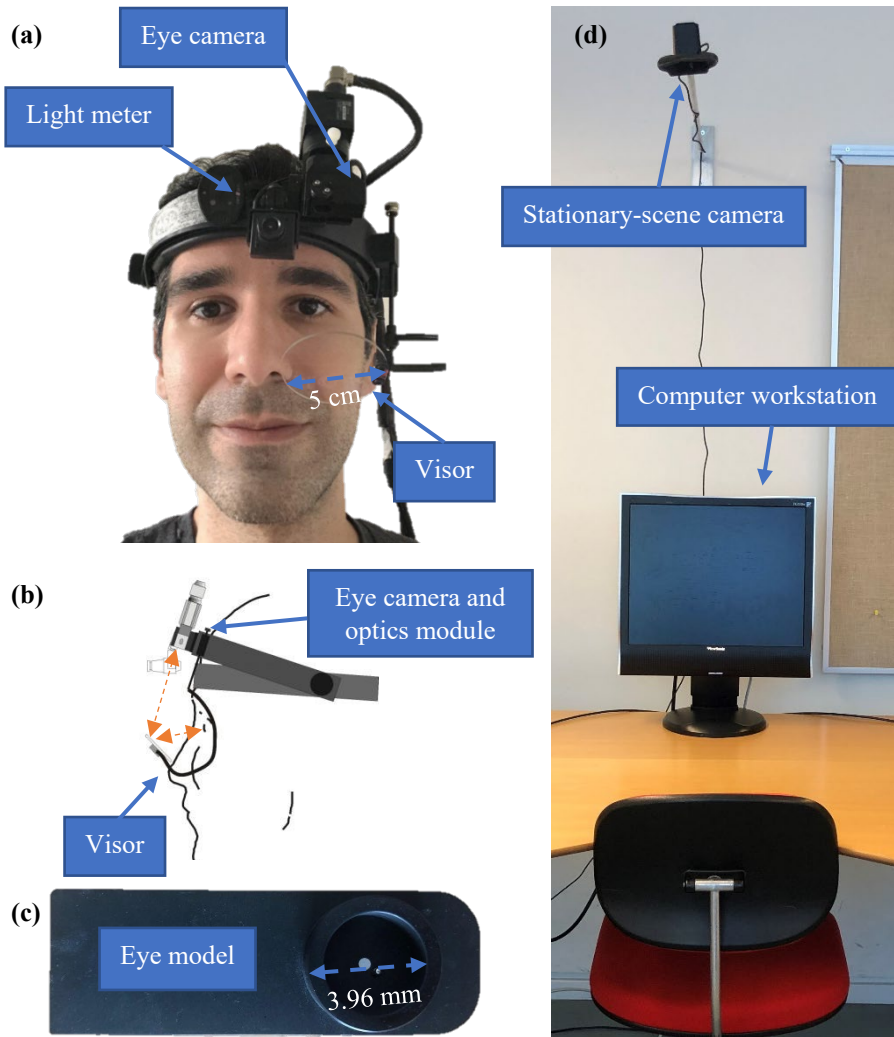 (a)
Eye camera
Light meter
5 cm
Visor
(b)
Eye camera and
optics module
Visor
(c)
Eye model
3.96 mm
(d)
Stationary-scene camera
Computer workstation
ViewSonic